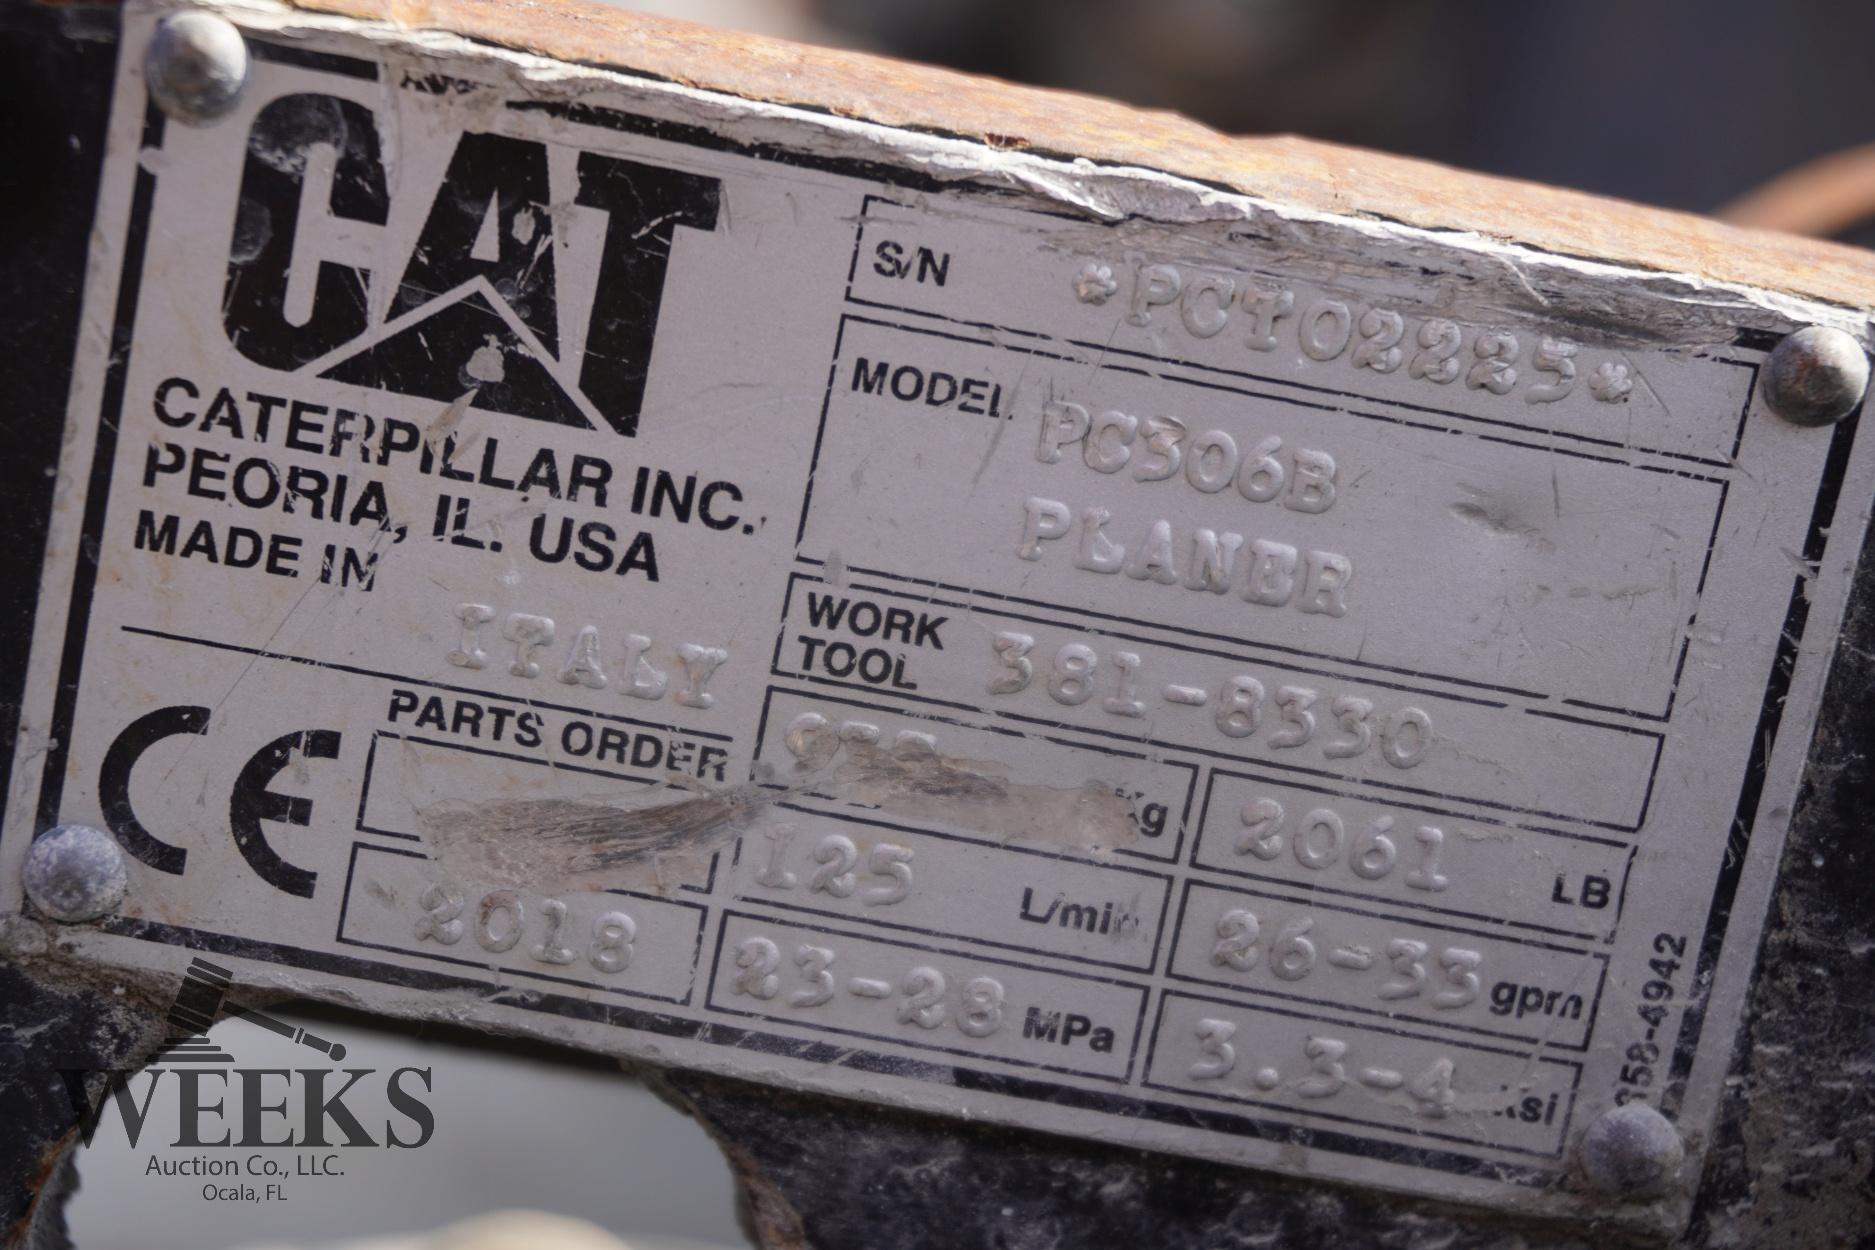 CAT
CATERPILLAR INC.
PEORIA, IL. USA
MADE IN
ITALY
CE
PARTS ORDER
2018
S/N *PCT02225*
MODEL PC306B
PLANER
WORK
TOOL 381-8330
Kg 2061 LB
125 L/min 26-33 gpm
23-28 MPa 3.3-4 Ksi
WEEKS
Auction Co., LLC.
Ocala, FL